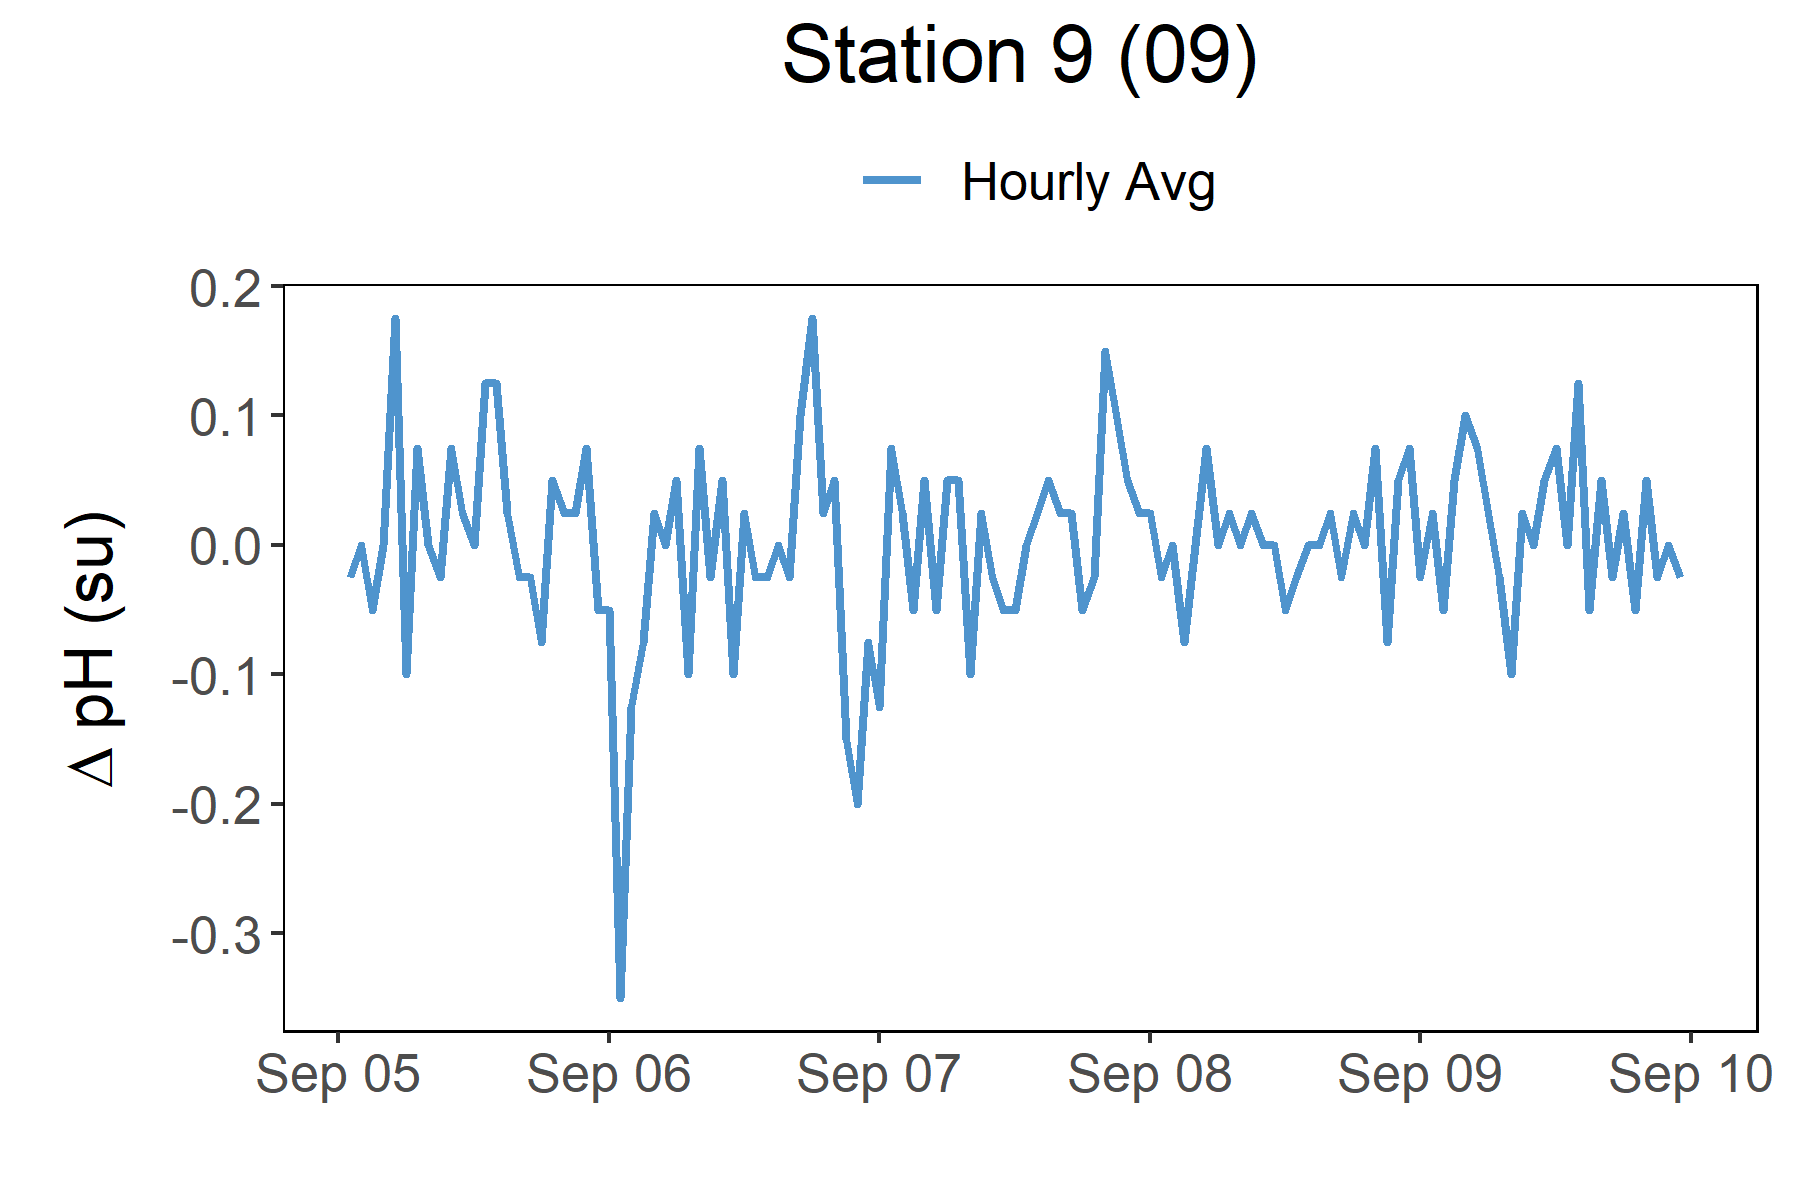 Station 9 (09)
Hourly Avg
Δ pH (su)
0.2
0.1
0.0
-0.1
-0.2
-0.3
Sep 05 Sep 06 Sep 07 Sep 08 Sep 09 Sep 10